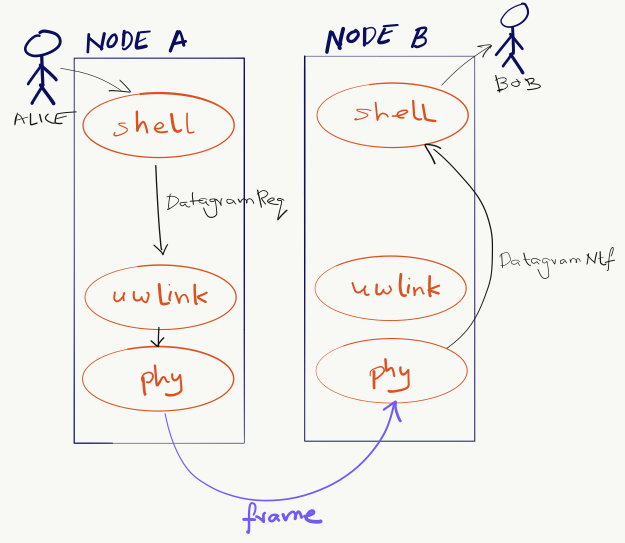 NODE A
NODE B
ALICE
BOB
shell
shell
DatagramReq
DatagramNtf
uwlink
uwlink
phy
phy
frame